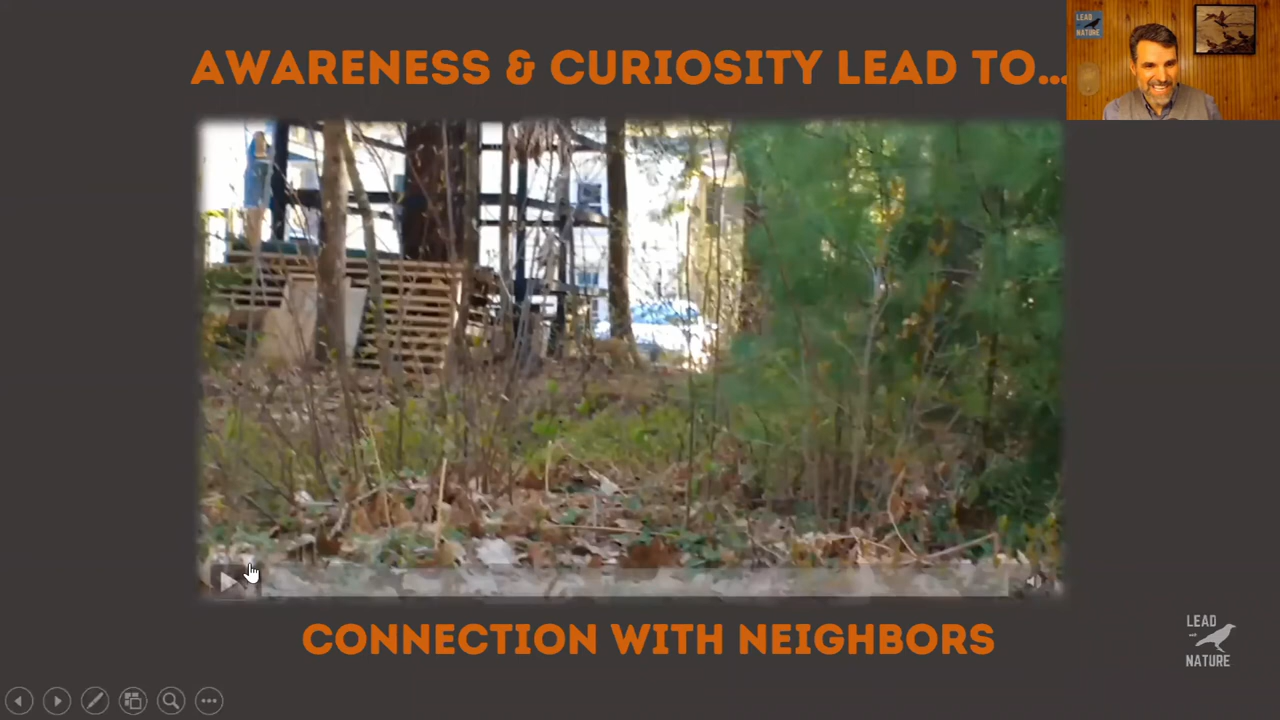 AWARENESS & CURIOSITY LEAD TO...
LEAD
NATURE
CONNECTION WITH NEIGHBORS
LEAD
NATURE